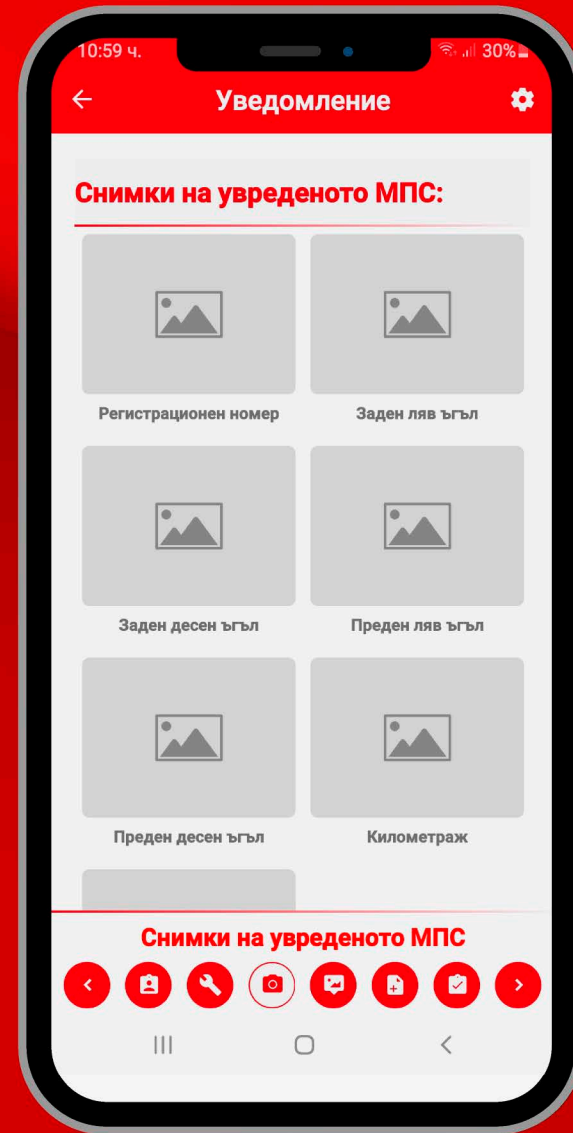 10:59 ч.
30%
Уведомление
Снимки на увреденото МПС:
Регистрационен номер
Заден ляв ъгъл
Заден десен ъгъл
Преден ляв ъгъл
Преден десен ъгъл
Километраж
Снимки на увреденото МПС